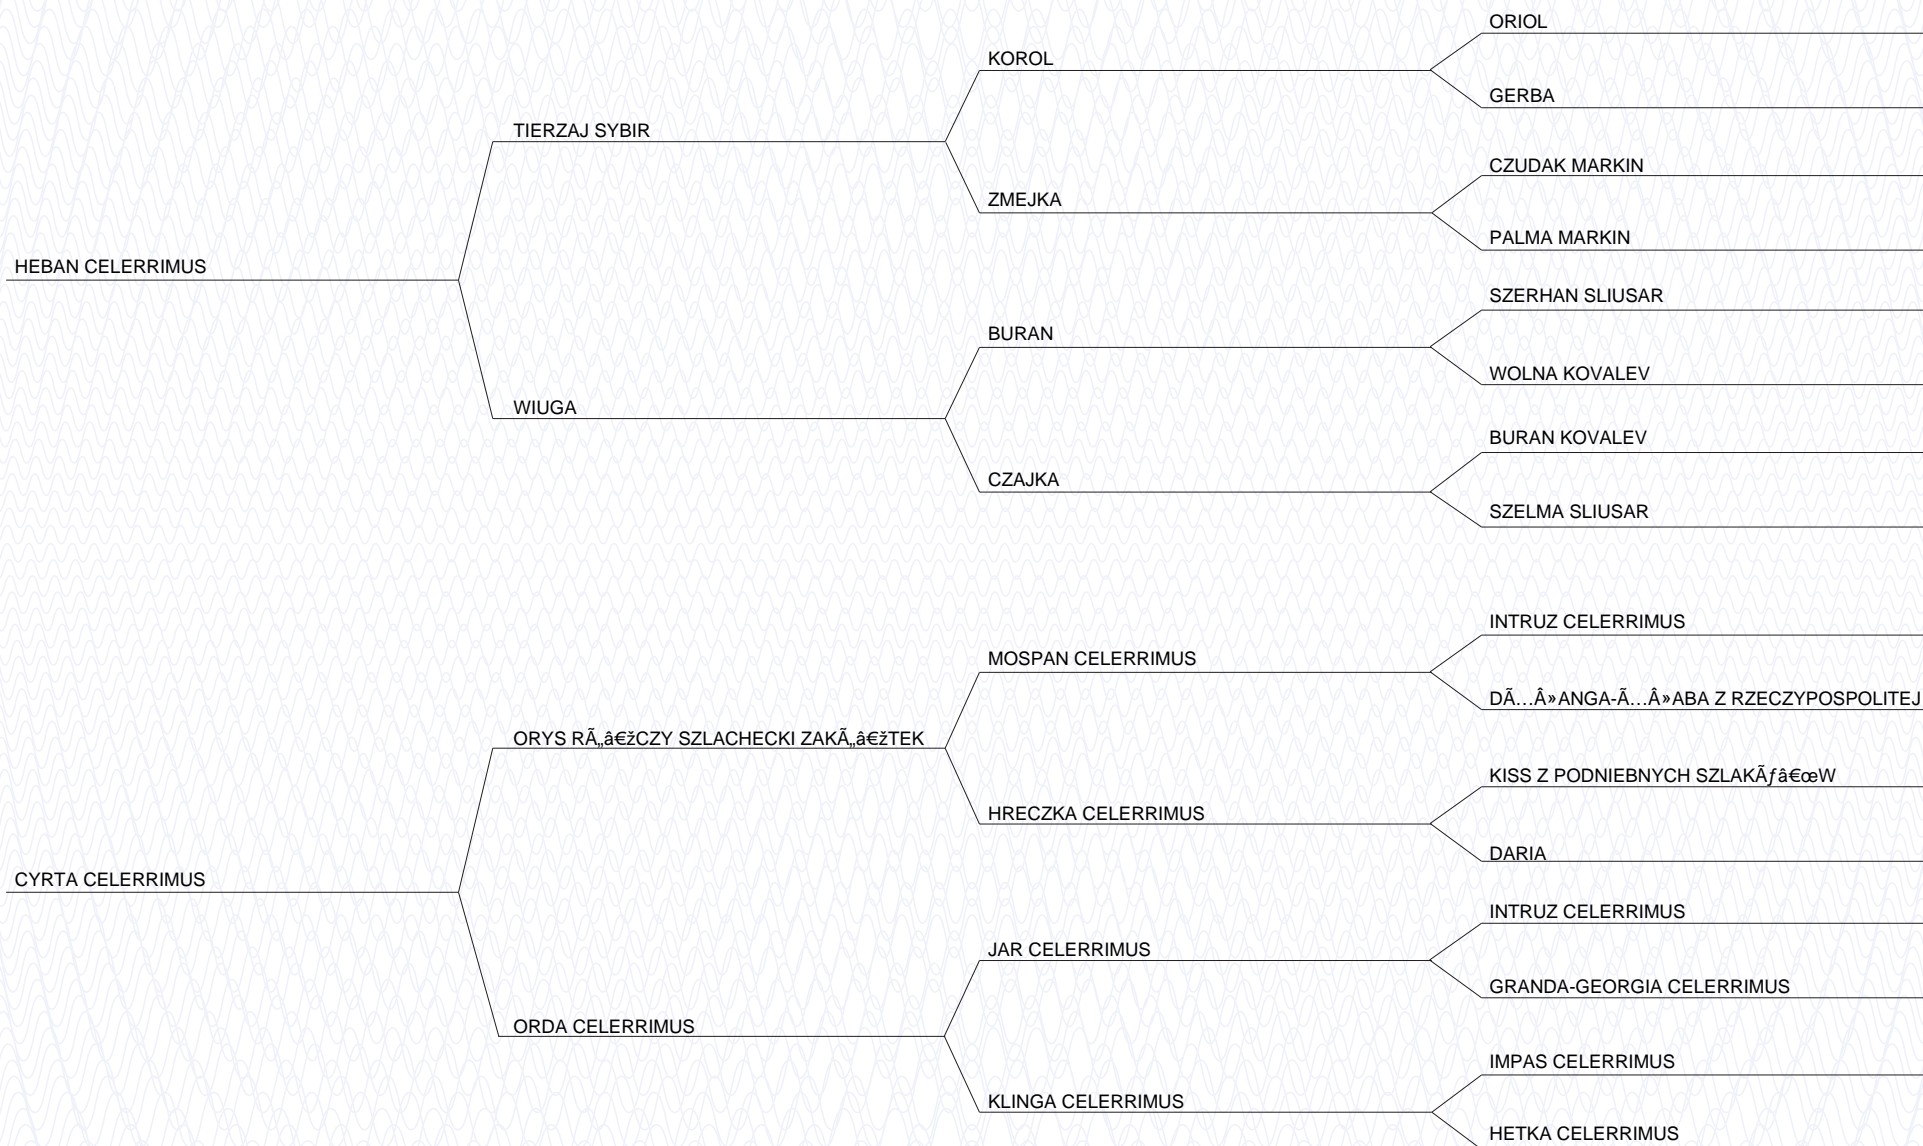 ORIOL
KOROL
GERBA
TIERZAJ SYBIR
CZUDAK MARKIN
ZMEJKA
PALMA MARKIN
HEBAN CELERRIMUS
SZERHAN SLIUSAR
BURAN
WOLNA KOVALEV
WIUGA
BURAN KOVALEV
CZAJKA
SZELMA SLIUSAR
INTRUZ CELERRIMUS
MOSPAN CELERRIMUS
DÃ…Â»ANGA-Ã…Â»ABA Z RZECZYPOSPOLITEJ
ORYS RÃ„â€žCZY SZLACHECKI ZAKÃ„â€žTEK
KISS Z PODNIEBNYCH SZLAKÃƒâ€œW
HRECZKA CELERRIMUS
DARIA
CYRTA CELERRIMUS
INTRUZ CELERRIMUS
JAR CELERRIMUS
GRANDA-GEORGIA CELERRIMUS
ORDA CELERRIMUS
IMPAS CELERRIMUS
KLINGA CELERRIMUS
HETKA CELERRIMUS